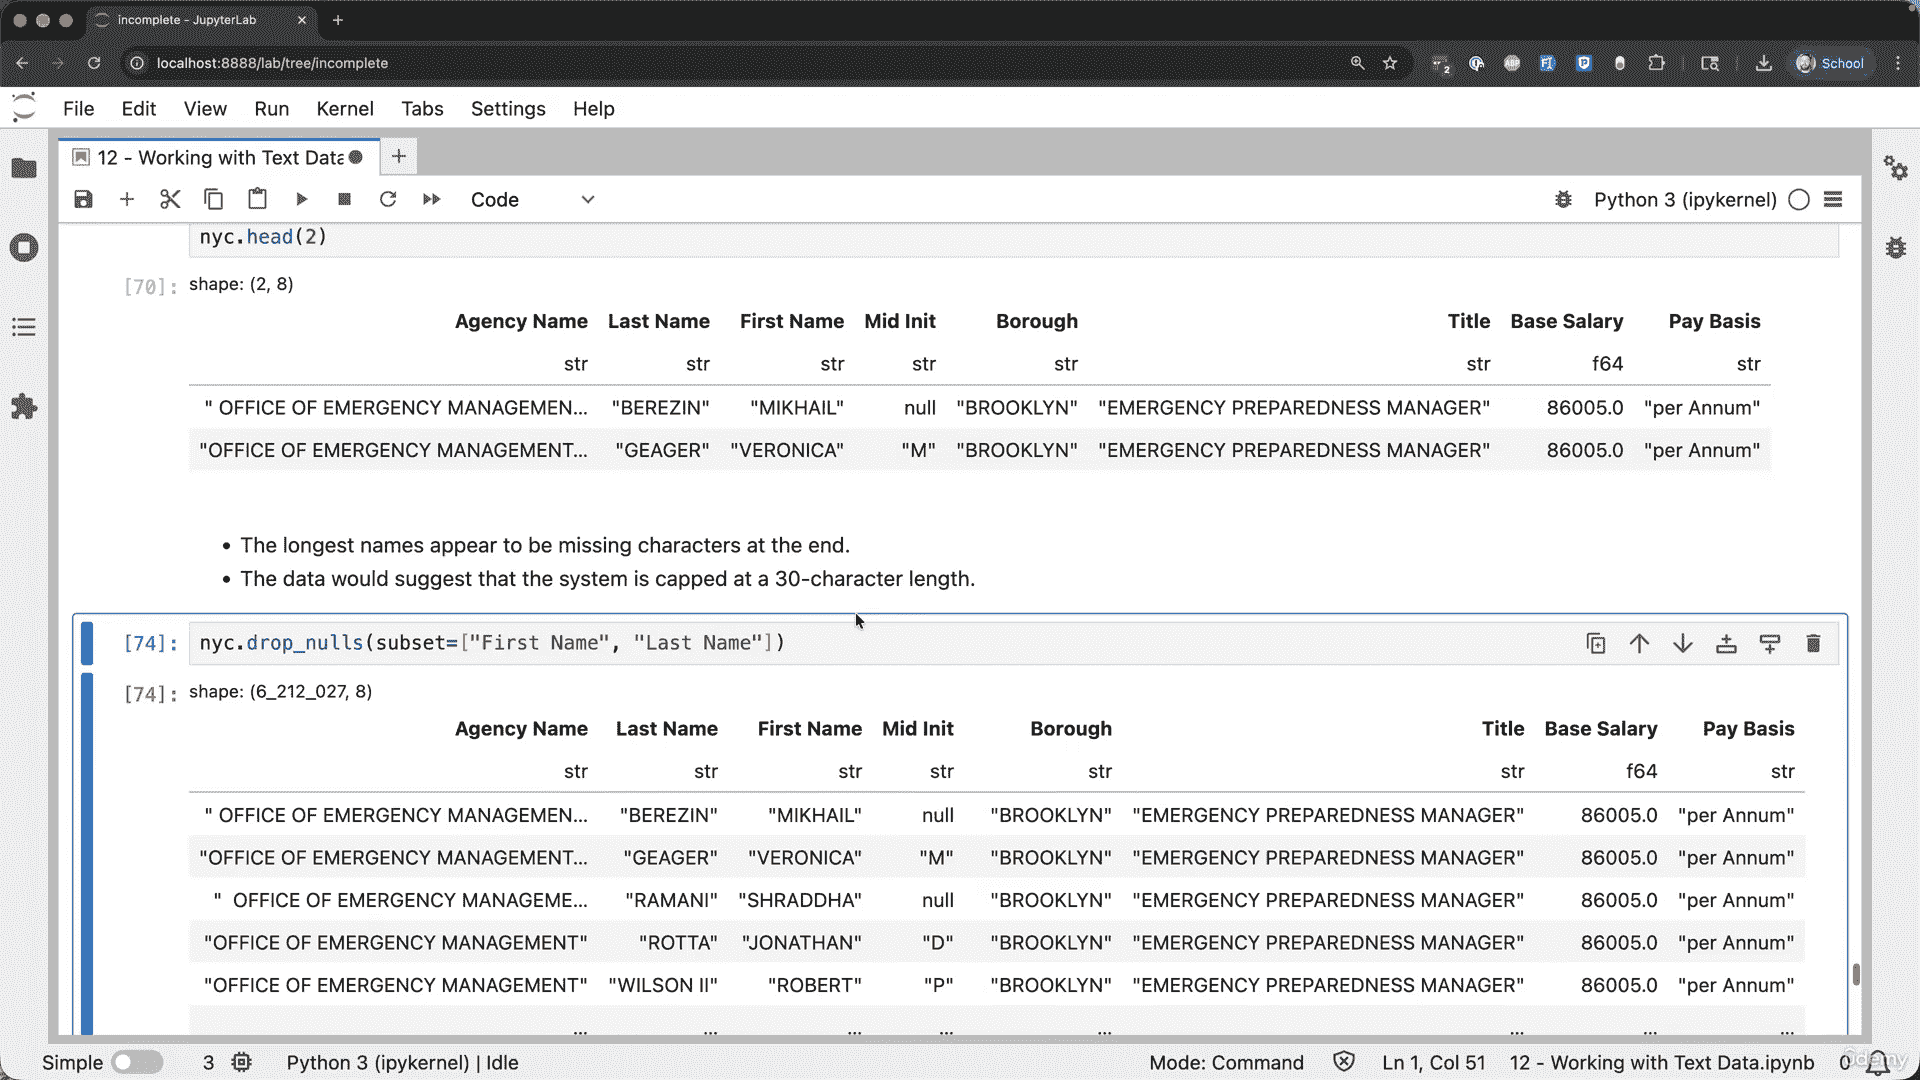 incomplete - JupyterLab
localhost:8888/lab/tree/incomplete
2
ABP
School
File Edit View Run Kernel Tabs Settings Help
12 - Working with Text Data
Code
Python 3 (ipykernel)
nyc.head(2)
[70]: shape: (2, 8)
Agency Name Last Name First Name Mid Init Borough Title Base Salary Pay Basis
str str str str str str f64 str
" OFFICE OF EMERGENCY MANAGEMEN... "BEREZIN" "MIKHAIL" null "BROOKLYN" "EMERGENCY PREPAREDNESS MANAGER" 86005.0 "per Annum"
"OFFICE OF EMERGENCY MANAGEMENT... "GEAGER" "VERONICA" "M" "BROOKLYN" "EMERGENCY PREPAREDNESS MANAGER" 86005.0 "per Annum"
• The longest names appear to be missing characters at the end.
• The data would suggest that the system is capped at a 30-character length.
[74]: nyc.drop_nulls(subset=["First Name", "Last Name"])
[74]: shape: (6_212_027, 8)
Agency Name Last Name First Name Mid Init Borough Title Base Salary Pay Basis
str str str str str str f64 str
" OFFICE OF EMERGENCY MANAGEMEN... "BEREZIN" "MIKHAIL" null "BROOKLYN" "EMERGENCY PREPAREDNESS MANAGER" 86005.0 "per Annum"
"OFFICE OF EMERGENCY MANAGEMENT... "GEAGER" "VERONICA" "M" "BROOKLYN" "EMERGENCY PREPAREDNESS MANAGER" 86005.0 "per Annum"
"  OFFICE OF EMERGENCY MANAGEME... "RAMANI" "SHRADDHA" null "BROOKLYN" "EMERGENCY PREPAREDNESS MANAGER" 86005.0 "per Annum"
"OFFICE OF EMERGENCY MANAGEMENT" "ROTTA" "JONATHAN" "D" "BROOKLYN" "EMERGENCY PREPAREDNESS MANAGER" 86005.0 "per Annum"
"OFFICE OF EMERGENCY MANAGEMENT" "WILSON II" "ROBERT" "P" "BROOKLYN" "EMERGENCY PREPAREDNESS MANAGER" 86005.0 "per Annum"
... ... ... ... ... ... ... ...
Simple 3 Python 3 (ipykernel) | Idle Mode: Command Ln 1, Col 51 12 - Working with Text Data.ipynb 0
Udemy